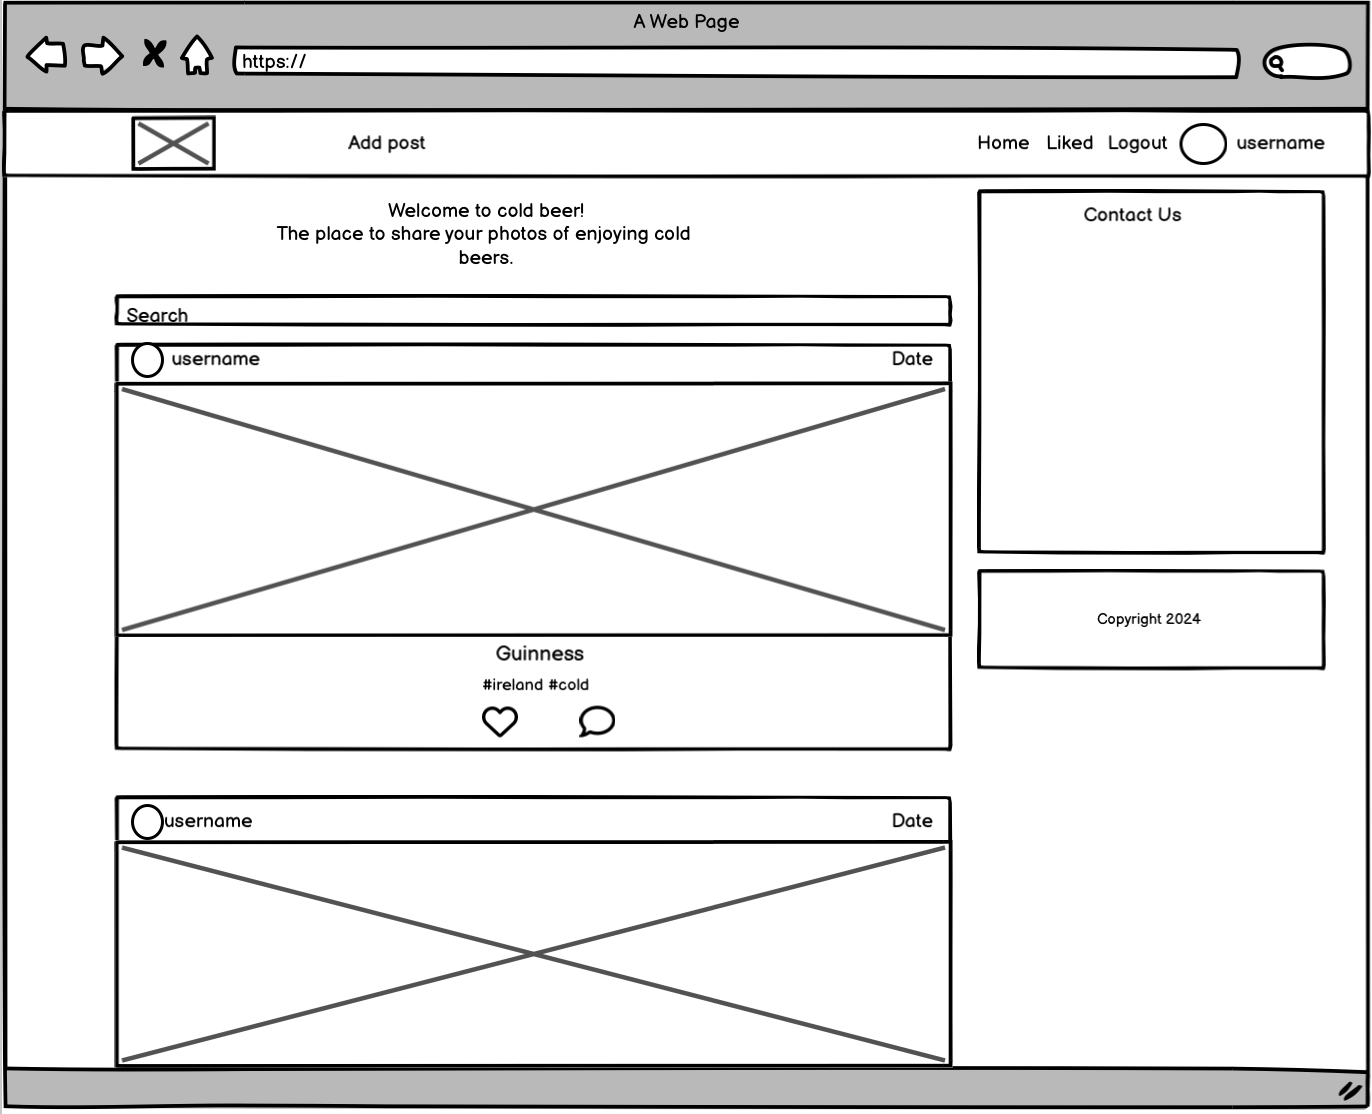 A Web Page
https://
Add post
Home Liked Logout username
Welcome to cold beer!
The place to share your photos of enjoying cold
beers.
Search
username Date
Guinness
#ireland #cold
username Date
Contact Us
Copyright 2024